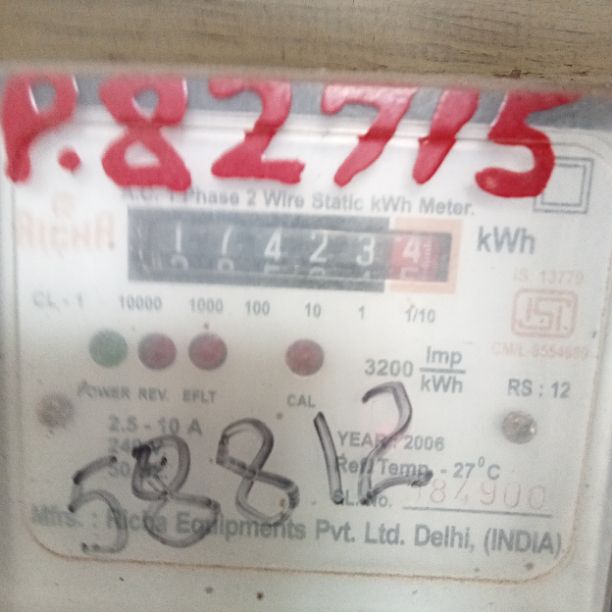 P.82715
A.C. 1 Phase 2 Wire Static kWh Meter.
1 7 4 2 3 4 kWh
IS: 13779
CL - 1 10000 1000 100 10 1 1/10
ISI
3200 Imp/kWh
RS : 12
POWER REV. EFLT CAL
2.5 - 10 A
YEAR : 2006
Ref. Temp. - 27°C
58812
SL. No.
Mfrs. : Richa Equipments Pvt. Ltd. Delhi, (INDIA)